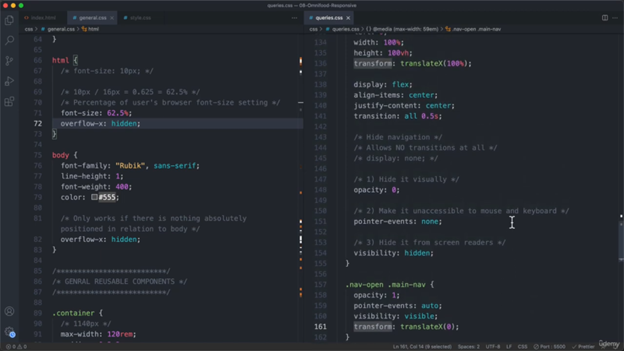 queries.css — 08-Omnifood-Responsive
index.html
general.css
style.css
queries.css
css > general.css > html
css > queries.css > {} @media (max-width: 59em) > .nav-open .main-nav
64 }
65
66 html {
67 /* font-size: 10px; */
68
69 /* 10px / 16px = 0.625 = 62.5% */
70 /* Percentage of user's browser font-size setting */
71 font-size: 62.5%;
72 overflow-x: hidden;
73 }
74
75 body {
76 font-family: "Rubik", sans-serif;
77 line-height: 1;
78 font-weight: 400;
79 color: #555;
80
81 /* Only works if there is nothing absolutely
positioned in relation to body */
82 overflow-x: hidden;
83 }
84
85 /**************************/
86 /* GENRAL REUSABLE COMPONENTS */
87 /**************************/
88
89 .container {
90 /* 1140px */
91 max-width: 120rem;
134 width: 100%;
135 height: 100vh;
136 transform: translateX(100%);
137
138 display: flex;
139 align-items: center;
140 justify-content: center;
141 transition: all 0.5s;
142
143 /* Hide navigation */
144 /* Allows NO transitions at all */
145 /* display: none; */
146
147 /* 1) Hide it visually */
148 opacity: 0;
149
150 /* 2) Make it unaccessible to mouse and keyboard */
151 pointer-events: none;
152
153 /* 3) Hide it from screen readers */
154 visibility: hidden;
155 }
156
157 .nav-open .main-nav {
158 opacity: 1;
159 pointer-events: auto;
160 visibility: visible;
161 transform: translateX(0);
162 }
Spaces: 2 UTF-8 LF CSS Port : 5500 Prettier
Udemy